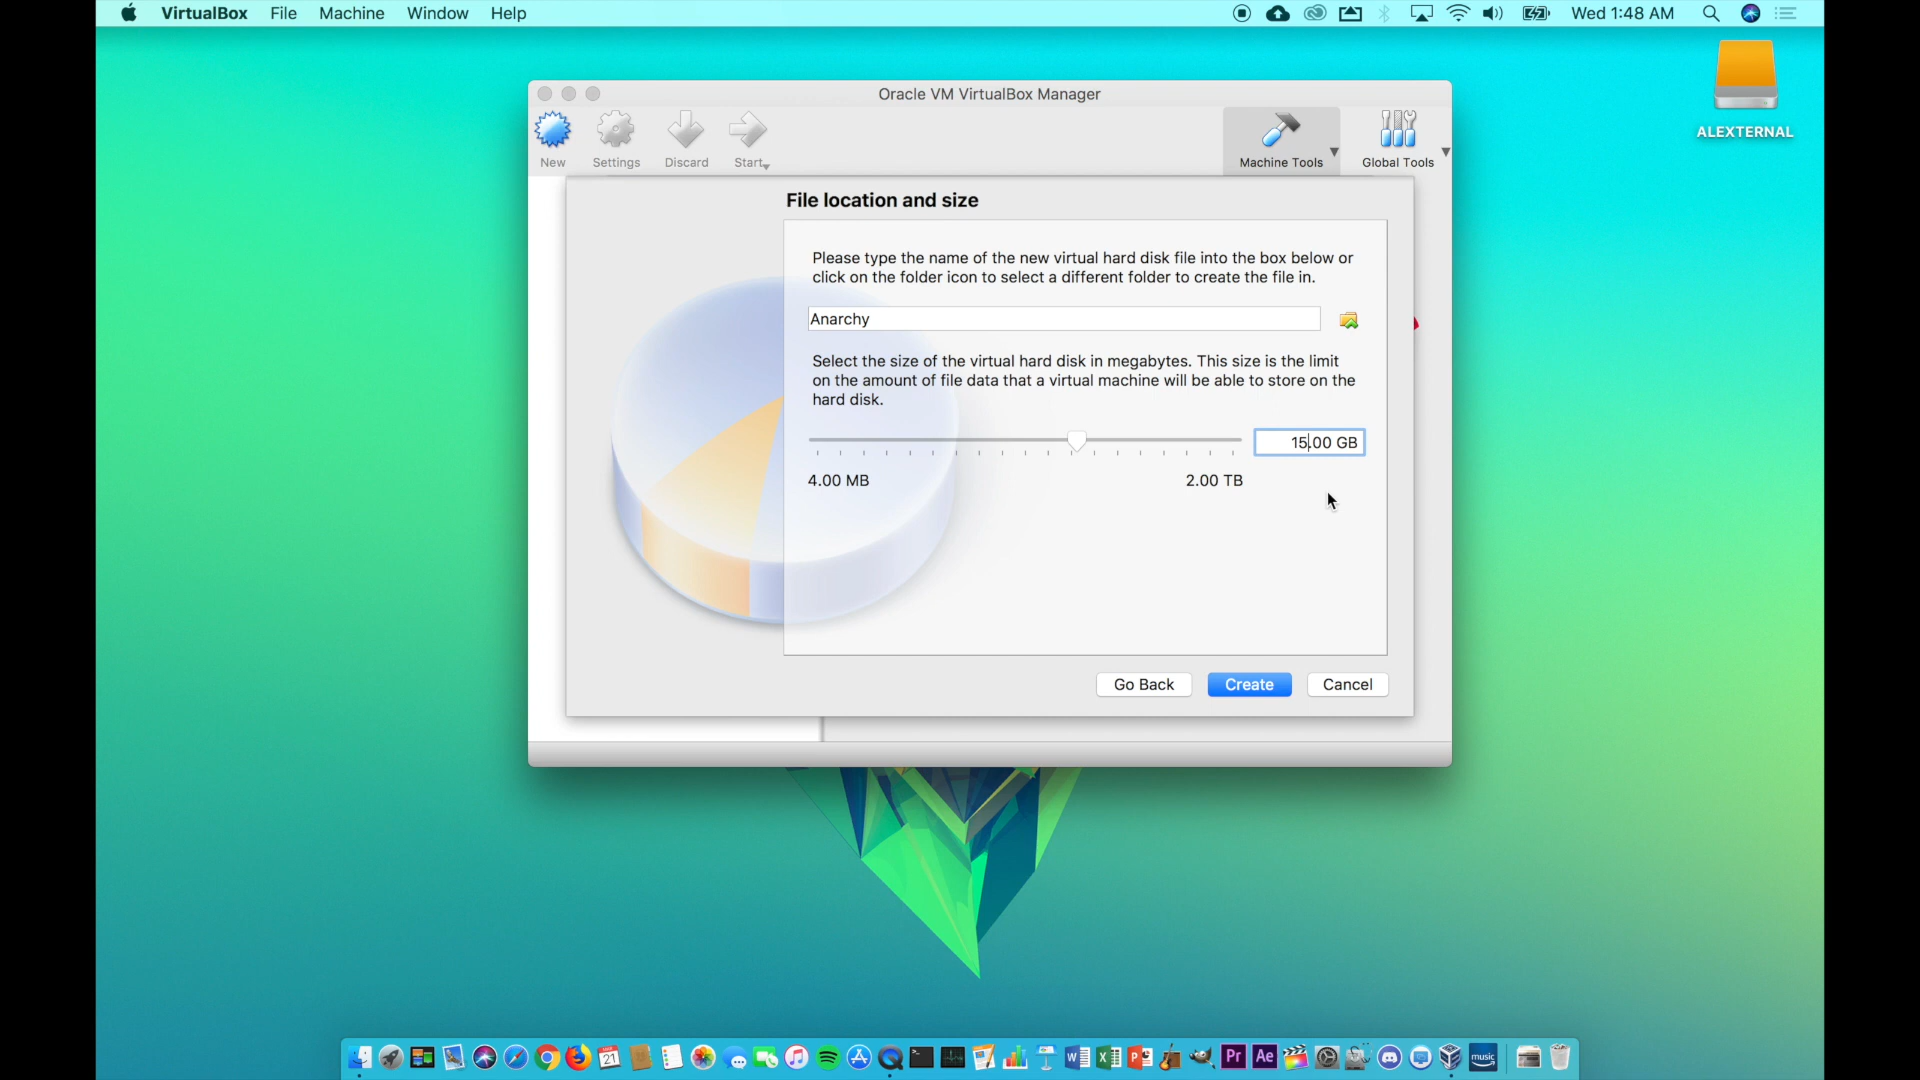 VirtualBox File Machine Window Help
Wed 1:48 AM
ALEXTERNAL
Oracle VM VirtualBox Manager
New Settings Discard Start
Machine Tools Global Tools
File location and size
Please type the name of the new virtual hard disk file into the box below or
click on the folder icon to select a different folder to create the file in.
Anarchy
Select the size of the virtual hard disk in megabytes. This size is the limit
on the amount of file data that a virtual machine will be able to store on the
hard disk.
15.00 GB
4.00 MB 2.00 TB
Go Back Create Cancel
21 W X P Pr Ae music